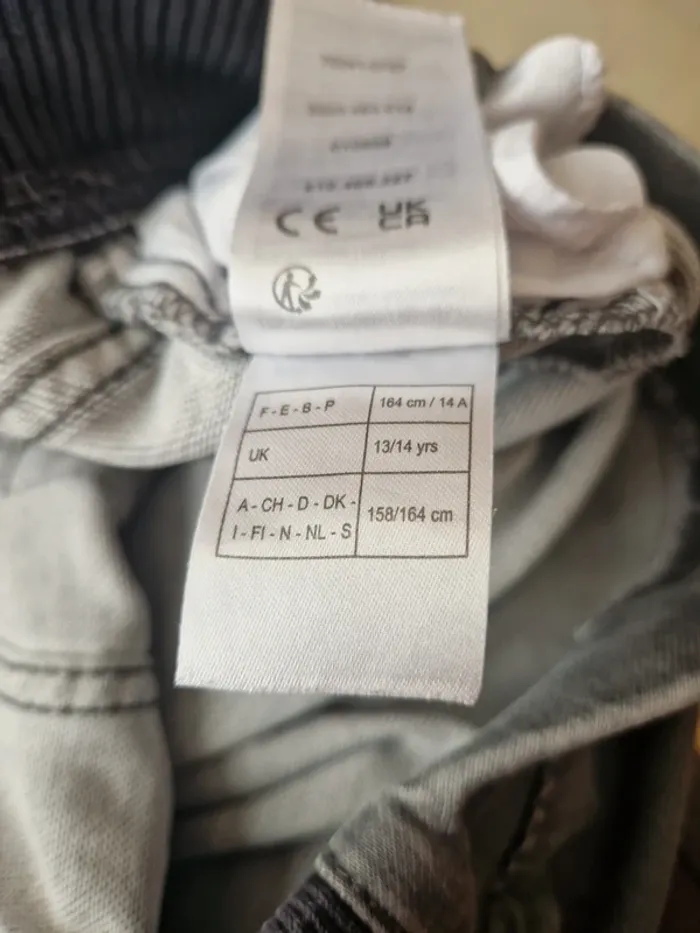 CE UK
CA
F - E - B - P 164 cm / 14 A
UK 13/14 yrs
A - CH - D - DK -
I - FI - N - NL - S 158/164 cm